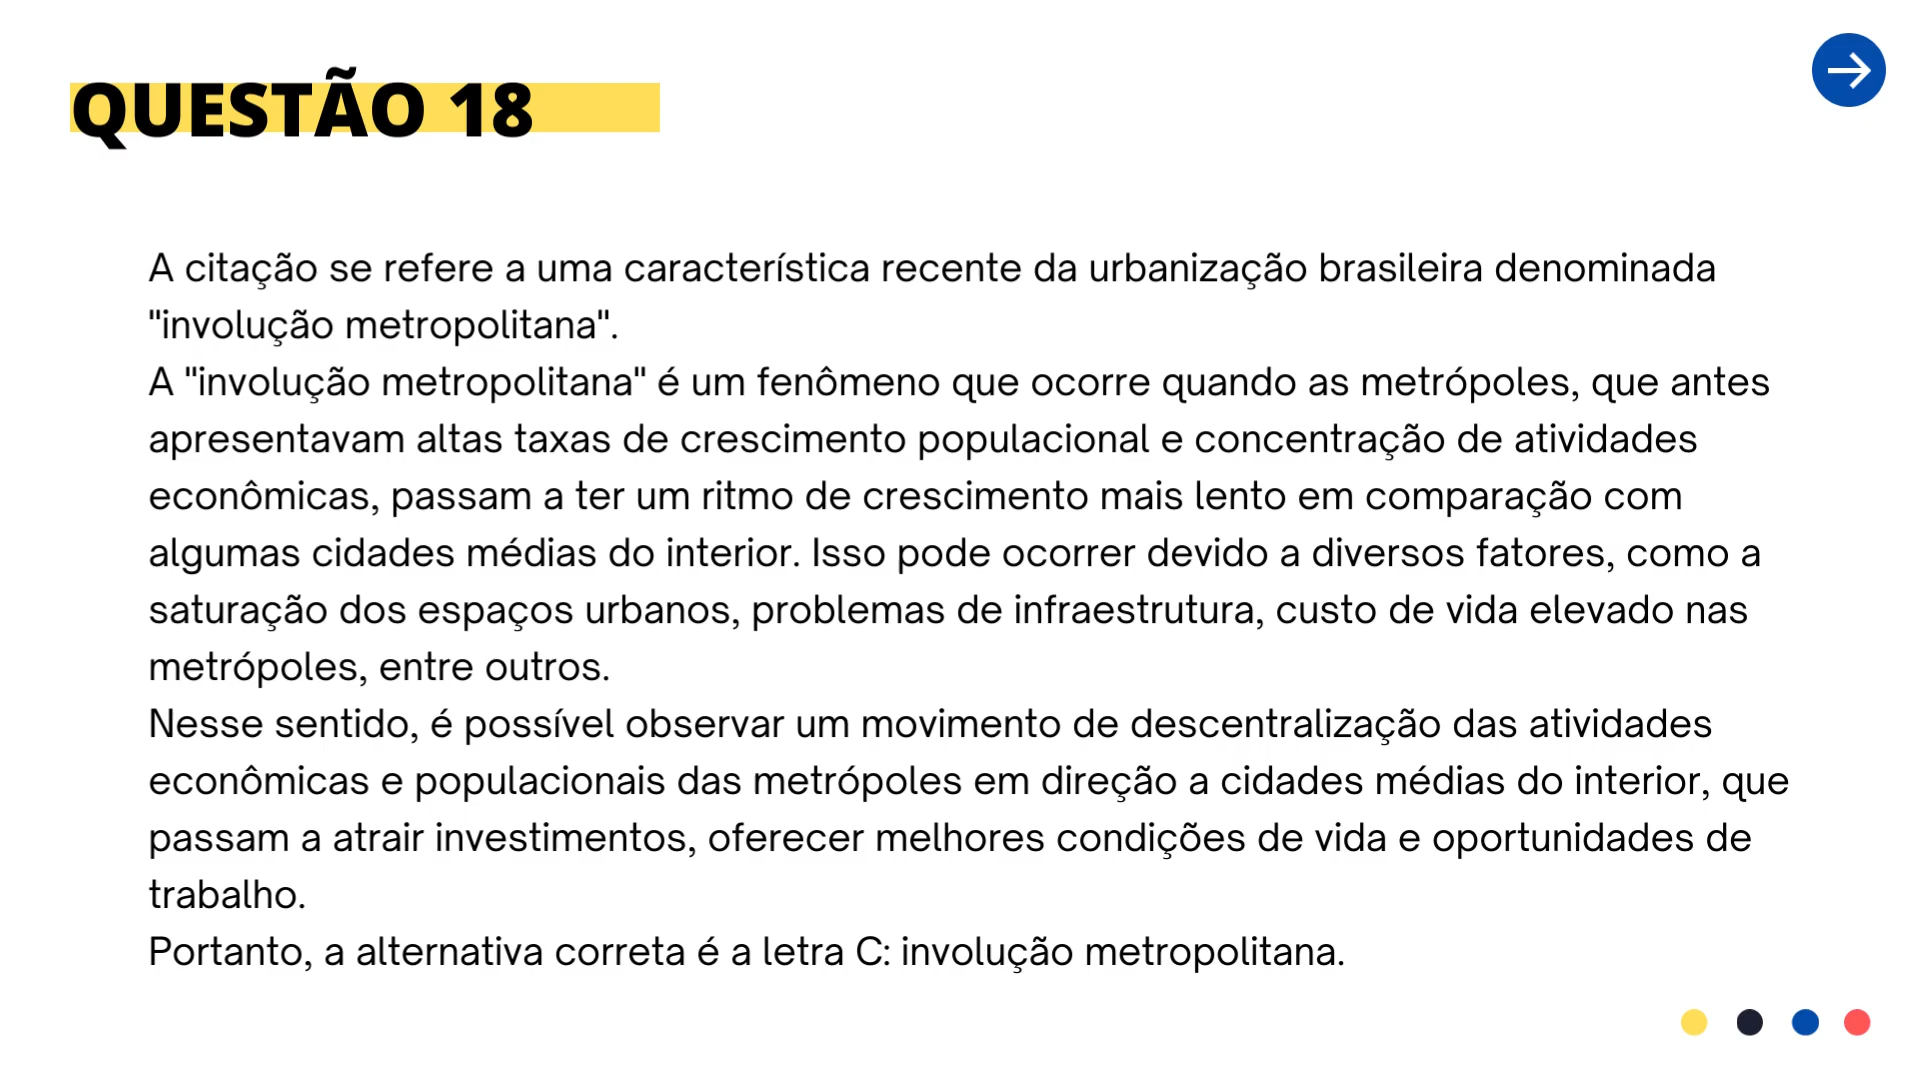 QUESTÃO 18
A citação se refere a uma característica recente da urbanização brasileira denominada
"involução metropolitana".
A "involução metropolitana" é um fenômeno que ocorre quando as metrópoles, que antes
apresentavam altas taxas de crescimento populacional e concentração de atividades
econômicas, passam a ter um ritmo de crescimento mais lento em comparação com
algumas cidades médias do interior. Isso pode ocorrer devido a diversos fatores, como a
saturação dos espaços urbanos, problemas de infraestrutura, custo de vida elevado nas
metrópoles, entre outros.
Nesse sentido, é possível observar um movimento de descentralização das atividades
econômicas e populacionais das metrópoles em direção a cidades médias do interior, que
passam a atrair investimentos, oferecer melhores condições de vida e oportunidades de
trabalho.
Portanto, a alternativa correta é a letra C: involução metropolitana.